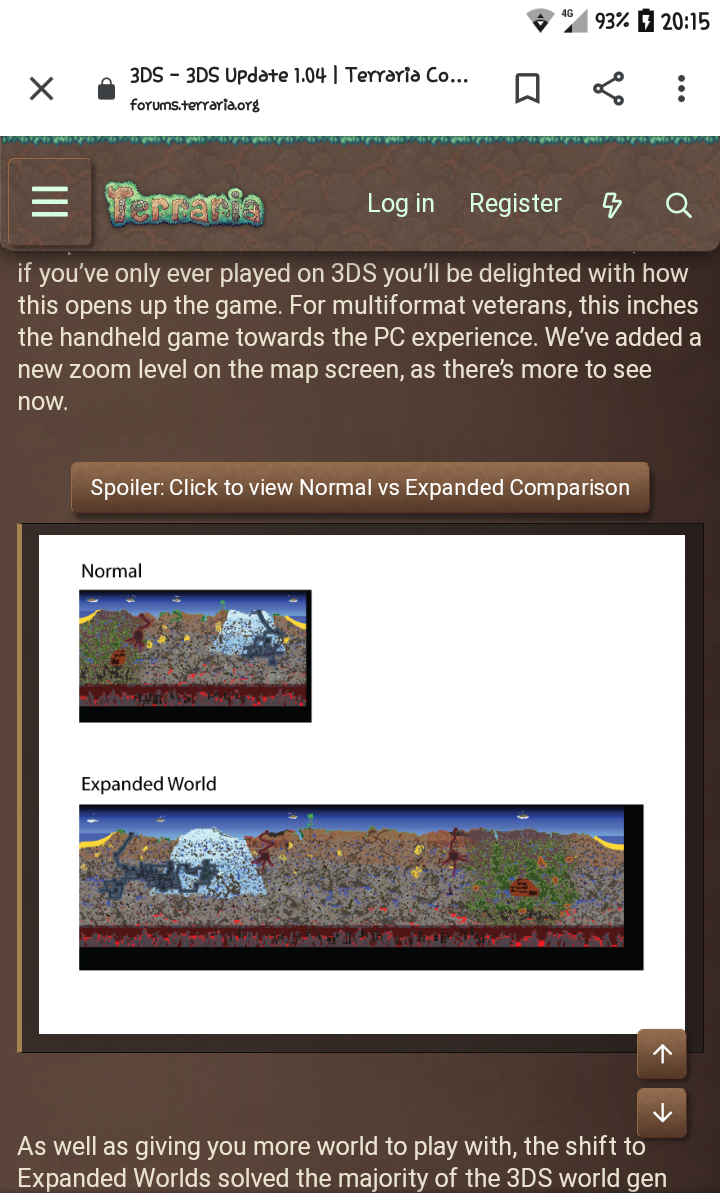 4G 93% 20:15
3DS - 3DS Update 1.04 | Terraria Co...
forums.terraria.org
Terraria Log in Register
if you've only ever played on 3DS you'll be delighted with how
this opens up the game. For multiformat veterans, this inches
the handheld game towards the PC experience. We've added a
new zoom level on the map screen, as there's more to see
now.
Spoiler: Click to view Normal vs Expanded Comparison
Normal
Expanded World
As well as giving you more world to play with, the shift to
Expanded Worlds solved the majority of the 3DS world gen